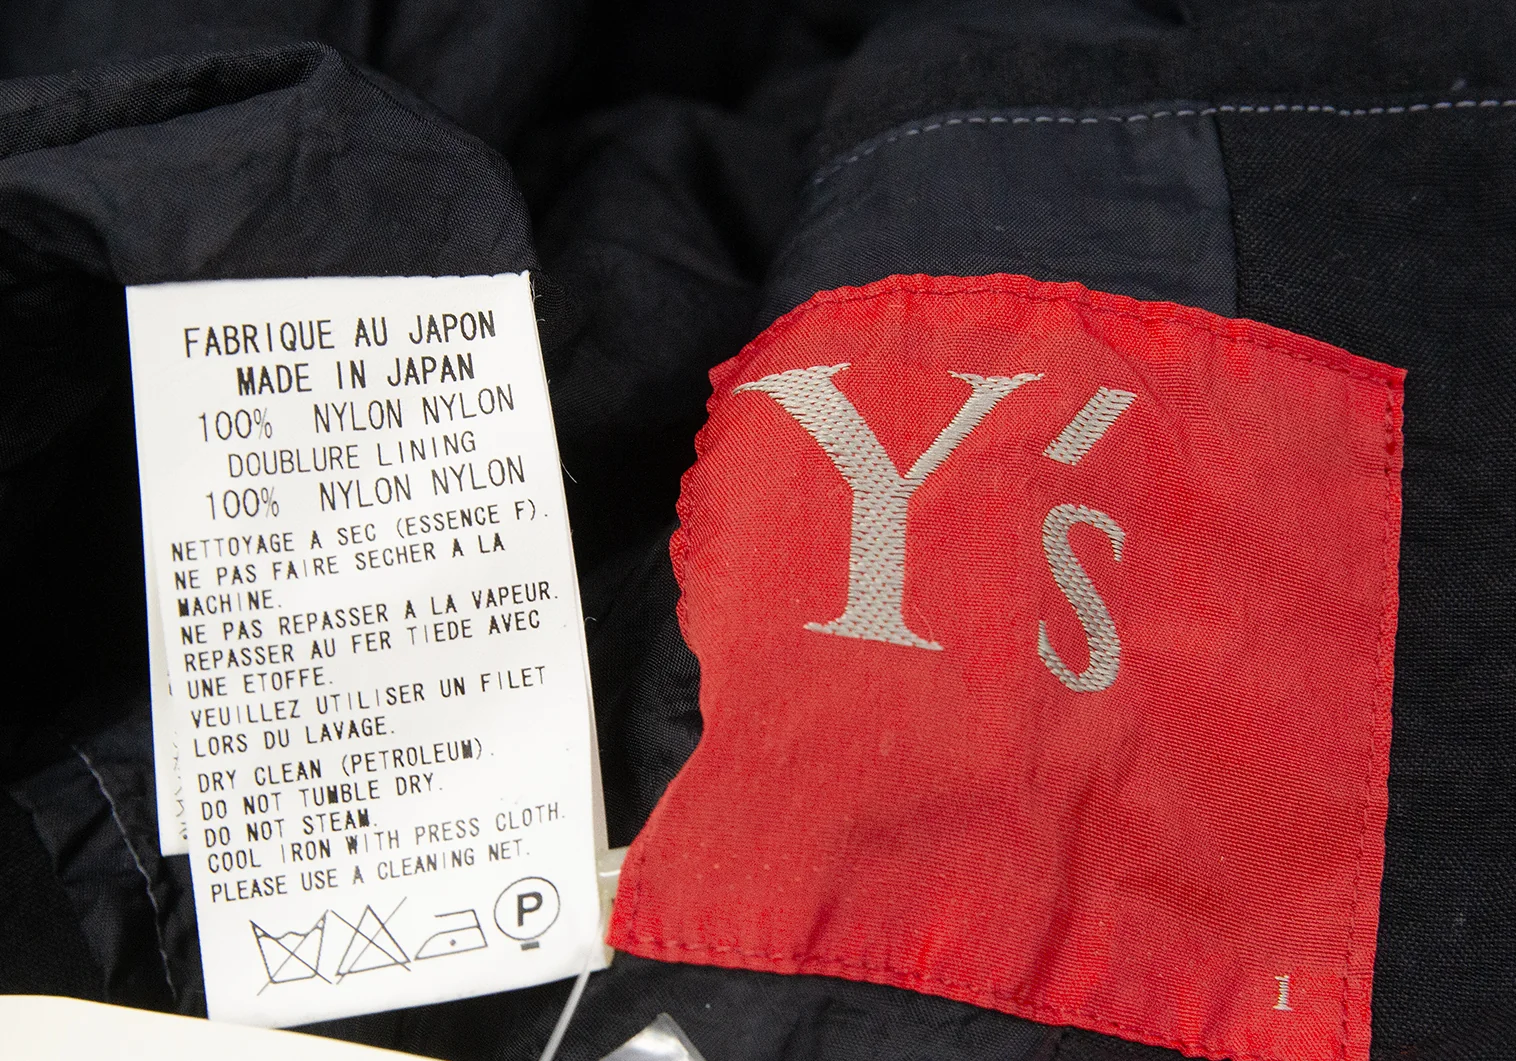 FABRIQUE AU JAPON
MADE IN JAPAN
100% NYLON NYLON
DOUBLURE LINING
100% NYLON NYLON
NETTOYAGE A SEC (ESSENCE F).
NE PAS FAIRE SECHER A LA
MACHINE.
NE PAS REPASSER A LA VAPEUR.
REPASSER AU FER TIEDE AVEC
UNE ETOFFE.
VEUILLEZ UTILISER UN FILET
LORS DU LAVAGE.
DRY CLEAN (PETROLEUM).
DO NOT TUMBLE DRY.
DO NOT STEAM.
COOL IRON WITH PRESS CLOTH.
PLEASE USE A CLEANING NET.
P
Y's
1